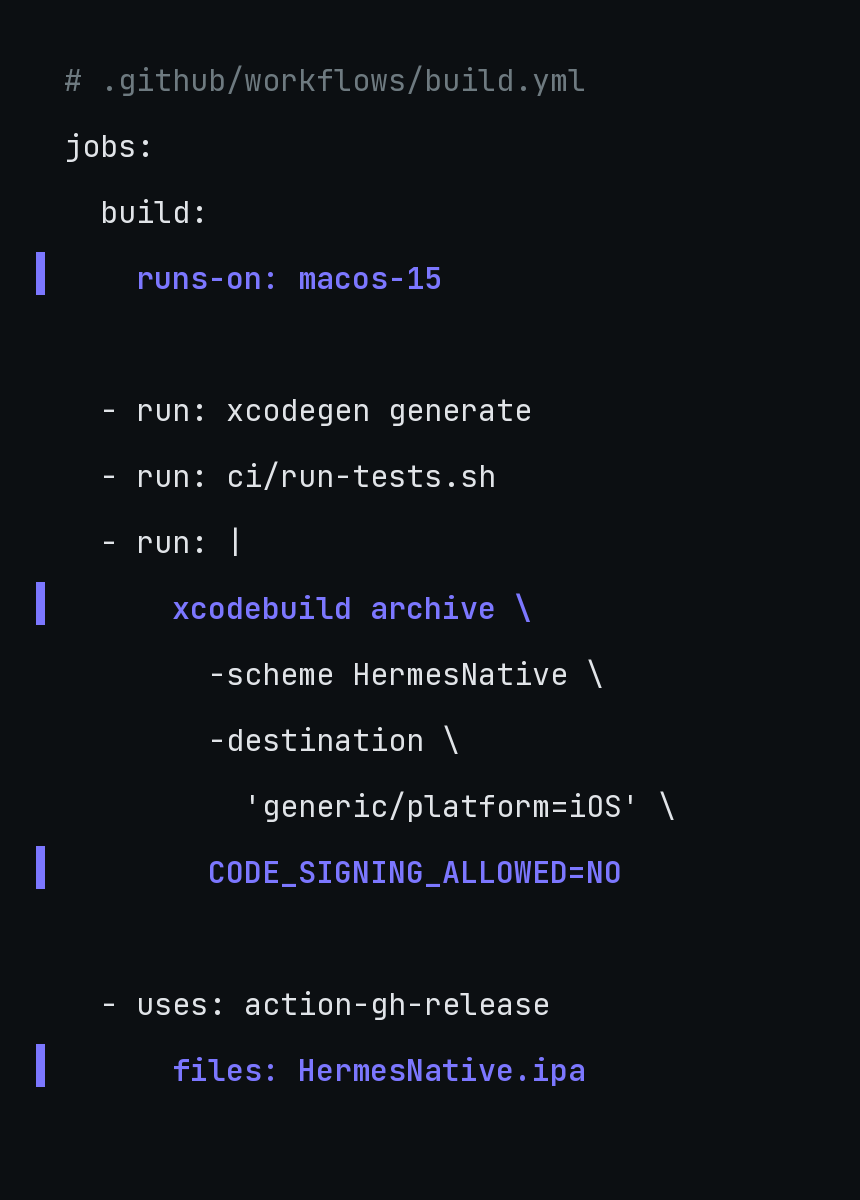 # .github/workflows/build.yml
jobs:
  build:
    runs-on: macos-15
  - run: xcodegen generate
  - run: ci/run-tests.sh
  - run: |
      xcodebuild archive \
        -scheme HermesNative \
        -destination \
          'generic/platform=iOS' \
        CODE_SIGNING_ALLOWED=NO
  - uses: action-gh-release
      files: HermesNative.ipa